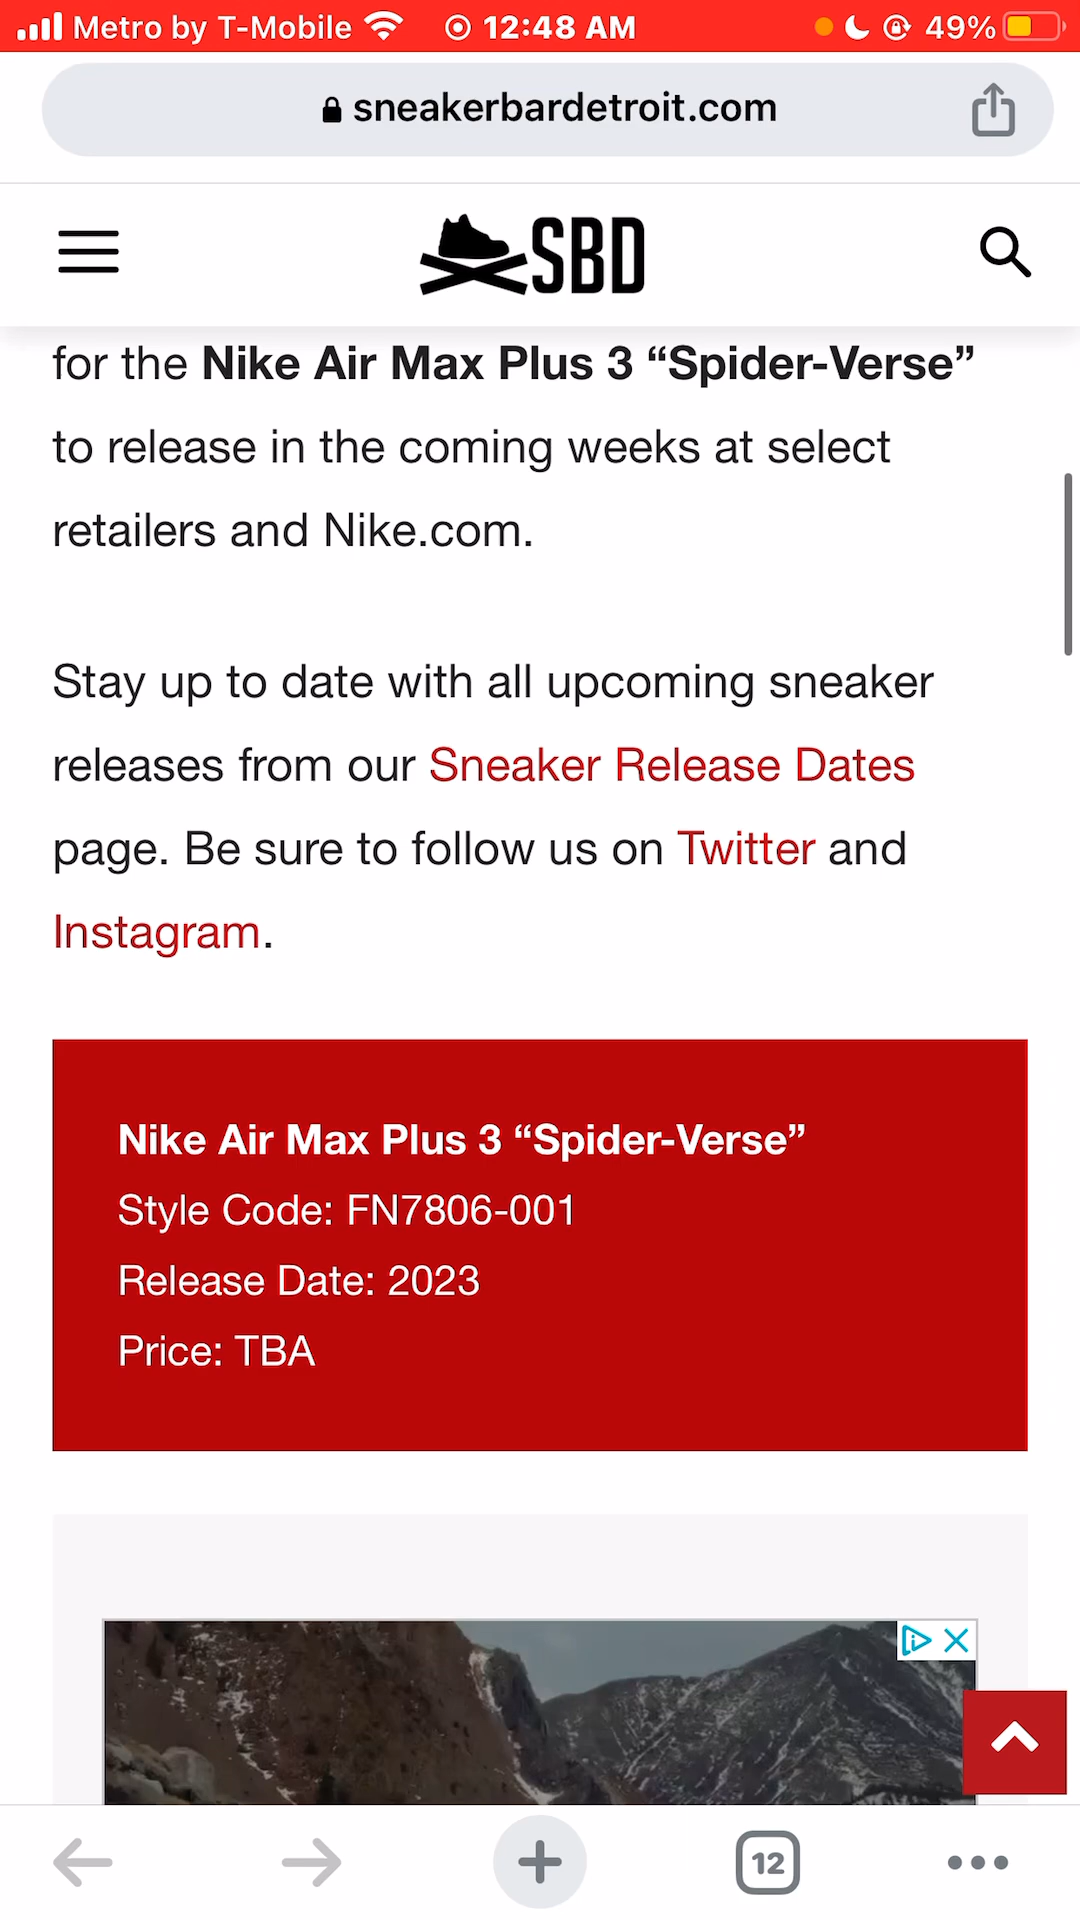 Metro by T-Mobile 12:48 AM 49%
sneakerbardetroit.com
SBD
for the Nike Air Max Plus 3 “Spider-Verse”
to release in the coming weeks at select
retailers and Nike.com.
Stay up to date with all upcoming sneaker
releases from our Sneaker Release Dates
page. Be sure to follow us on Twitter and
Instagram.
Nike Air Max Plus 3 “Spider-Verse”
Style Code: FN7806-001
Release Date: 2023
Price: TBA
12